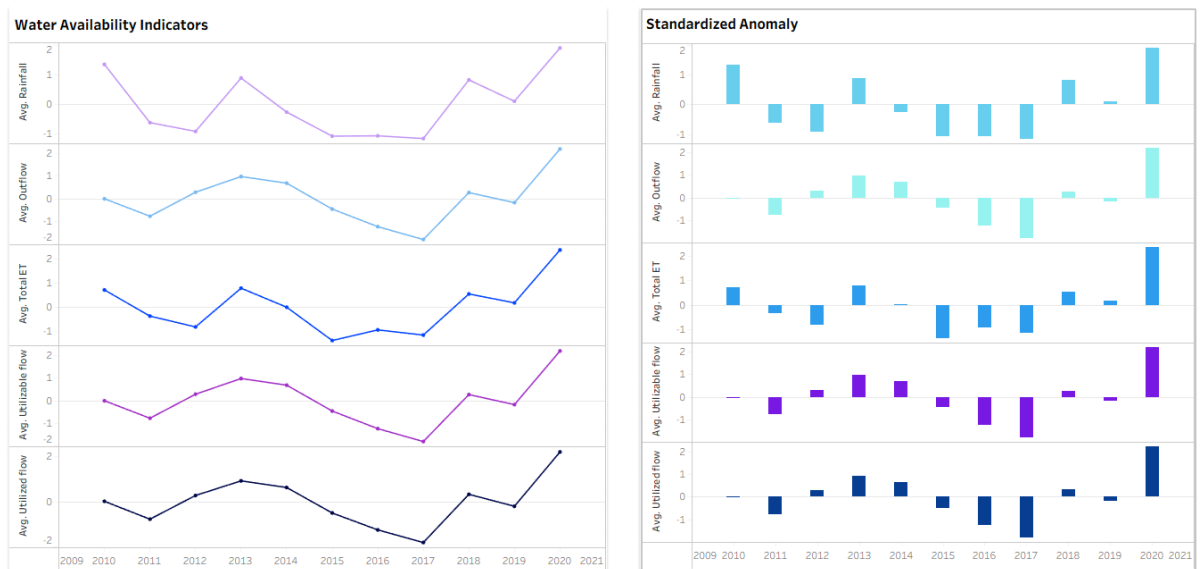 Water Availability Indicators
Avg. Rainfall
2
1
0
-1
Avg. Outflow
2
1
0
-1
-2
Avg. Total ET
2
1
0
-1
Avg. Utilizable flow
2
1
0
-1
-2
Avg. Utilized flow
2
0
-2
2009 2010 2011 2012 2013 2014 2015 2016 2017 2018 2019 2020 2021
Standardized Anomaly
Avg. Rainfall
2
1
0
-1
Avg. Outflow
2
1
0
-1
Avg. Total ET
2
1
0
-1
Avg. Utilizable flow
2
1
0
-1
Avg. Utilized flow
2
1
0
-1
2009 2010 2011 2012 2013 2014 2015 2016 2017 2018 2019 2020 2021